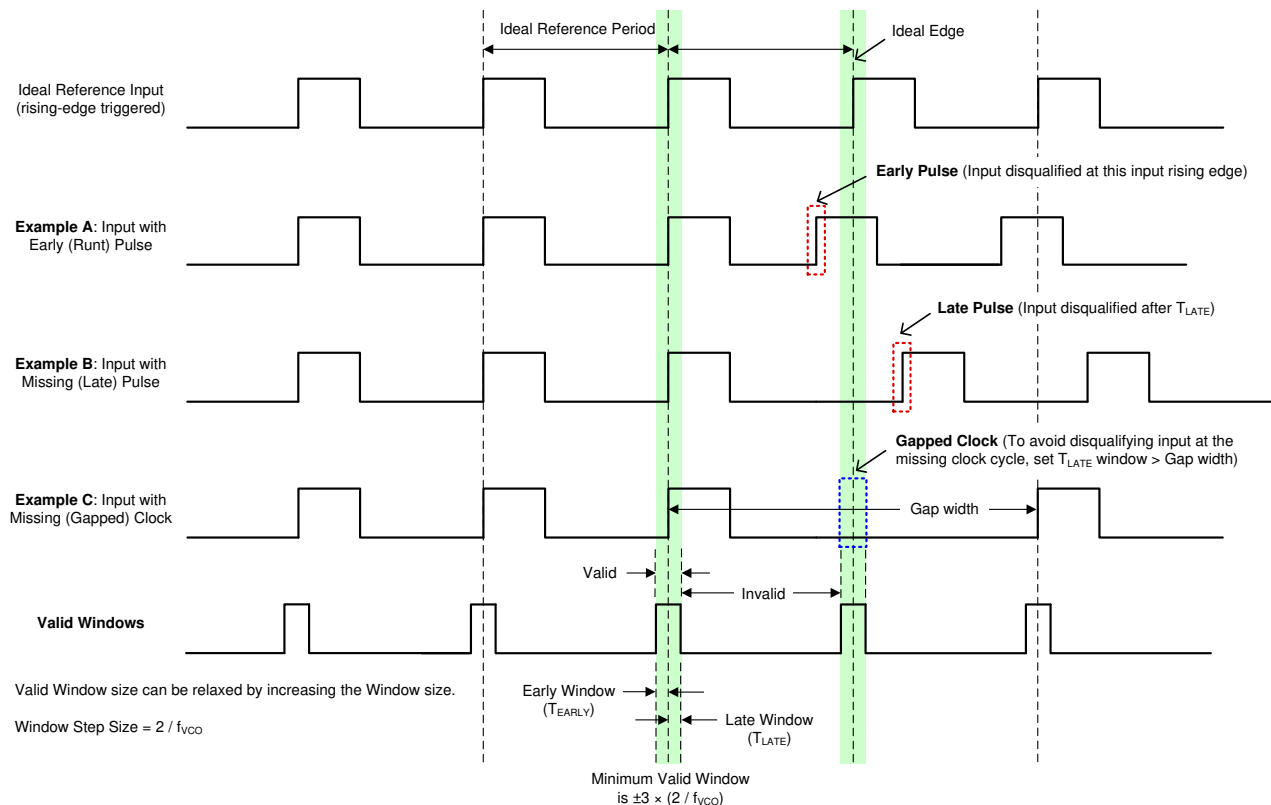 Ideal Reference Period
Ideal Edge
Ideal Reference Input
(rising-edge triggered)
Early Pulse (Input disqualified at this input rising edge)
Example A: Input with
Early (Runt) Pulse
Late Pulse (Input disqualified after TLATE)
Example B: Input with
Missing (Late) Pulse
Gapped Clock (To avoid disqualifying input at the
missing clock cycle, set TLATE window > Gap width)
Example C: Input with
Missing (Gapped) Clock
Gap width
Valid
Invalid
Valid Windows
Valid Window size can be relaxed by increasing the Window size.
Early Window
(TEARLY)
Window Step Size = 2 / fVCO
Late Window
(TLATE)
Minimum Valid Window
is ±3 × (2 / fVCO)